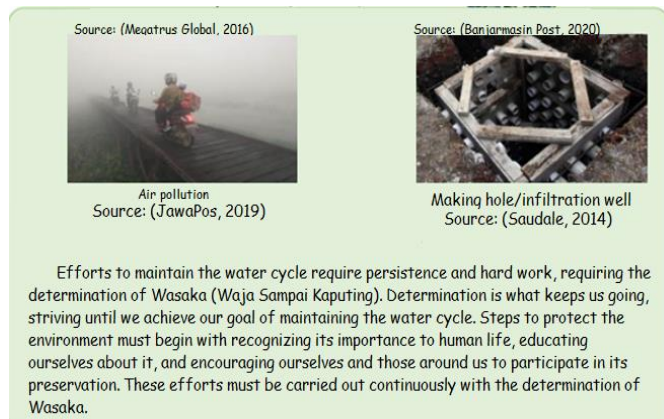 Source: (Megatrus Global, 2016)
Source: (Banjarmasin Post, 2020)
Air pollution
Source: (JawaPos, 2019)
Making hole/infiltration well
Source: (Saudale, 2014)
Efforts to maintain the water cycle require persistence and hard work, requiring the
determination of Wasaka (Waja Sampai Kaputing). Determination is what keeps us going,
striving until we achieve our goal of maintaining the water cycle. Steps to protect the
environment must begin with recognizing its importance to human life, educating
ourselves about it, and encouraging ourselves and those around us to participate in its
preservation. These efforts must be carried out continuously with the determination of
Wasaka.